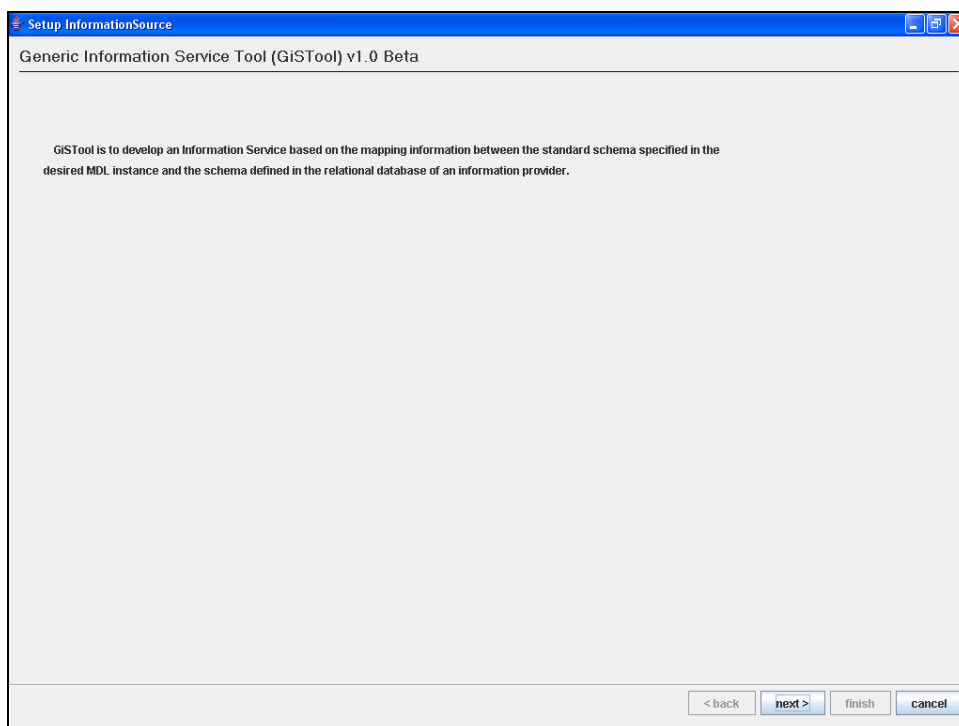 Setup InformationSource
Generic Information Service Tool (GiSTool) v1.0 Beta
GiSTool is to develop an Information Service based on the mapping information between the standard schema specified in the
desired MDL instance and the schema defined in the relational database of an information provider.
< back next > finish cancel